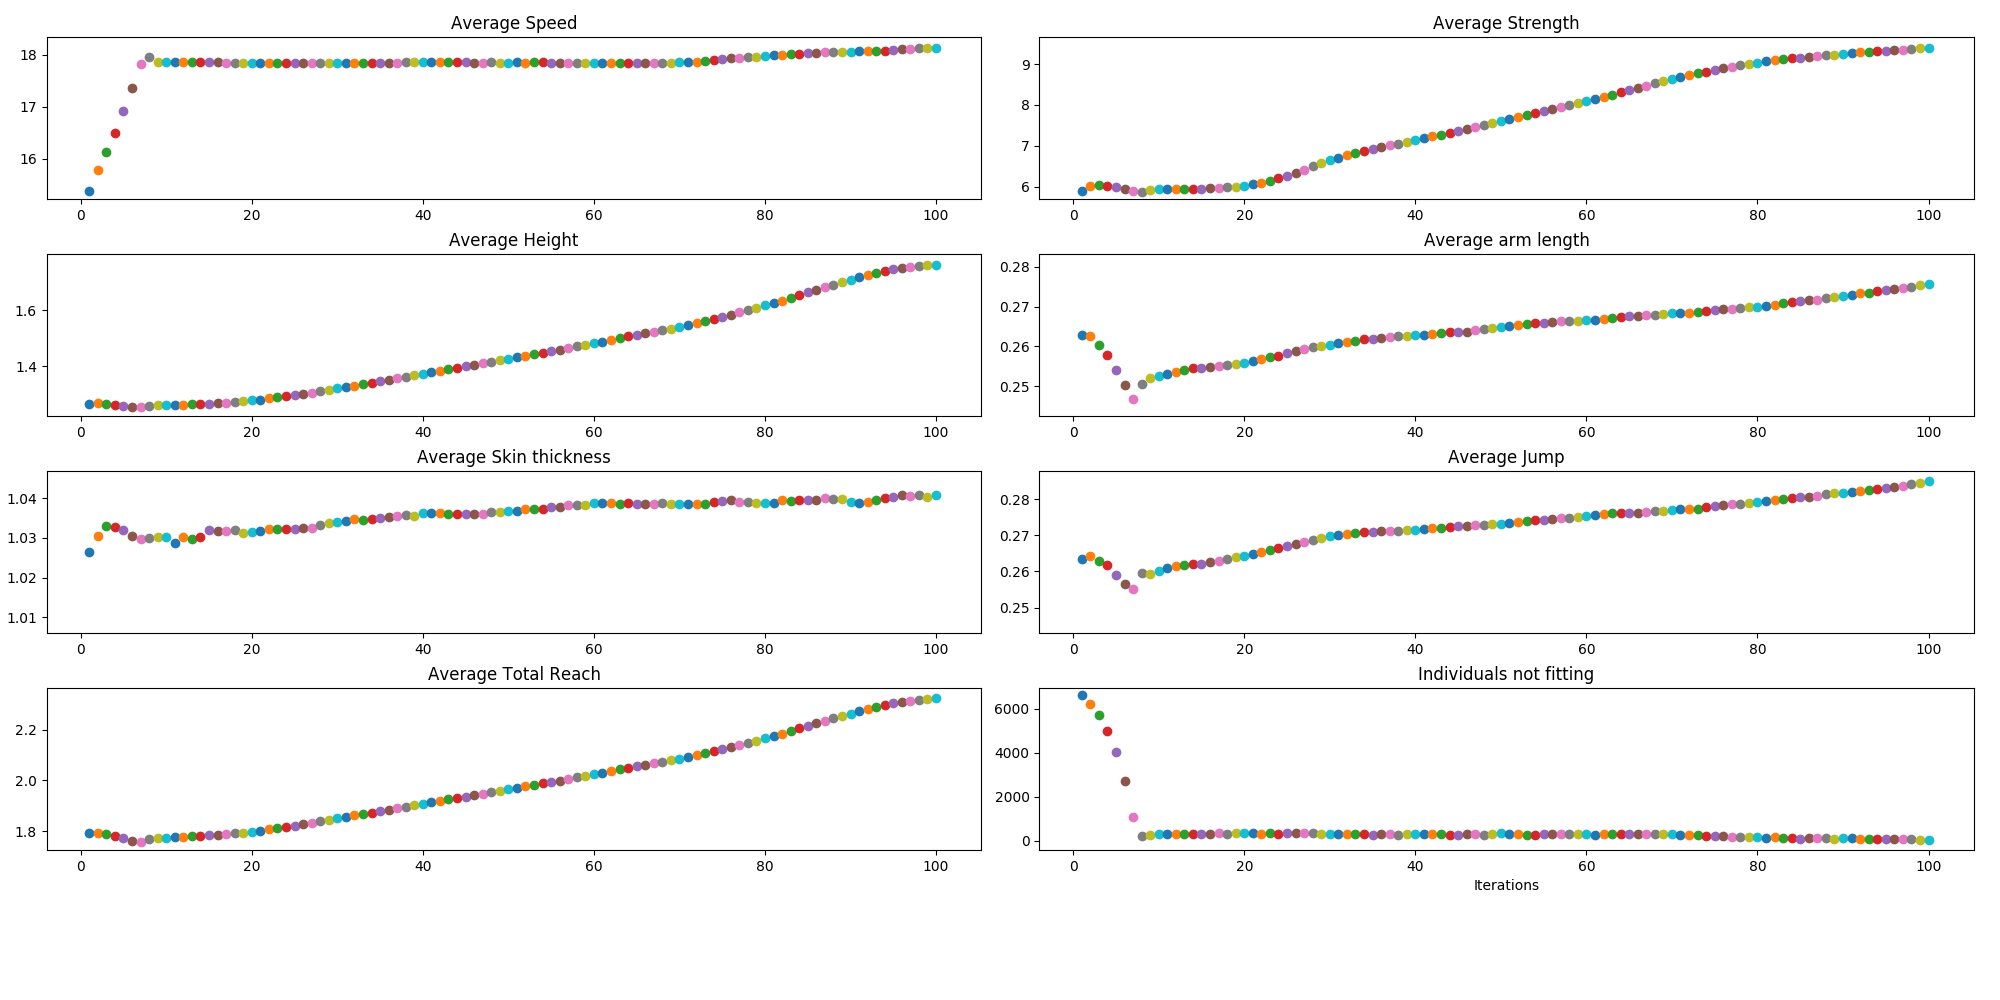 Average Speed
18
17
16
0 20 40 60 80 100
Average Strength
9
8
7
6
0 20 40 60 80 100
Average Height
1.6
1.4
0 20 40 60 80 100
Average arm length
0.28
0.27
0.26
0.25
0 20 40 60 80 100
Average Skin thickness
1.04
1.03
1.02
1.01
0 20 40 60 80 100
Average Jump
0.28
0.27
0.26
0.25
0 20 40 60 80 100
Average Total Reach
2.2
2.0
1.8
0 20 40 60 80 100
Individuals not fitting
6000
4000
2000
0
0 20 40 60 80 100
Iterations